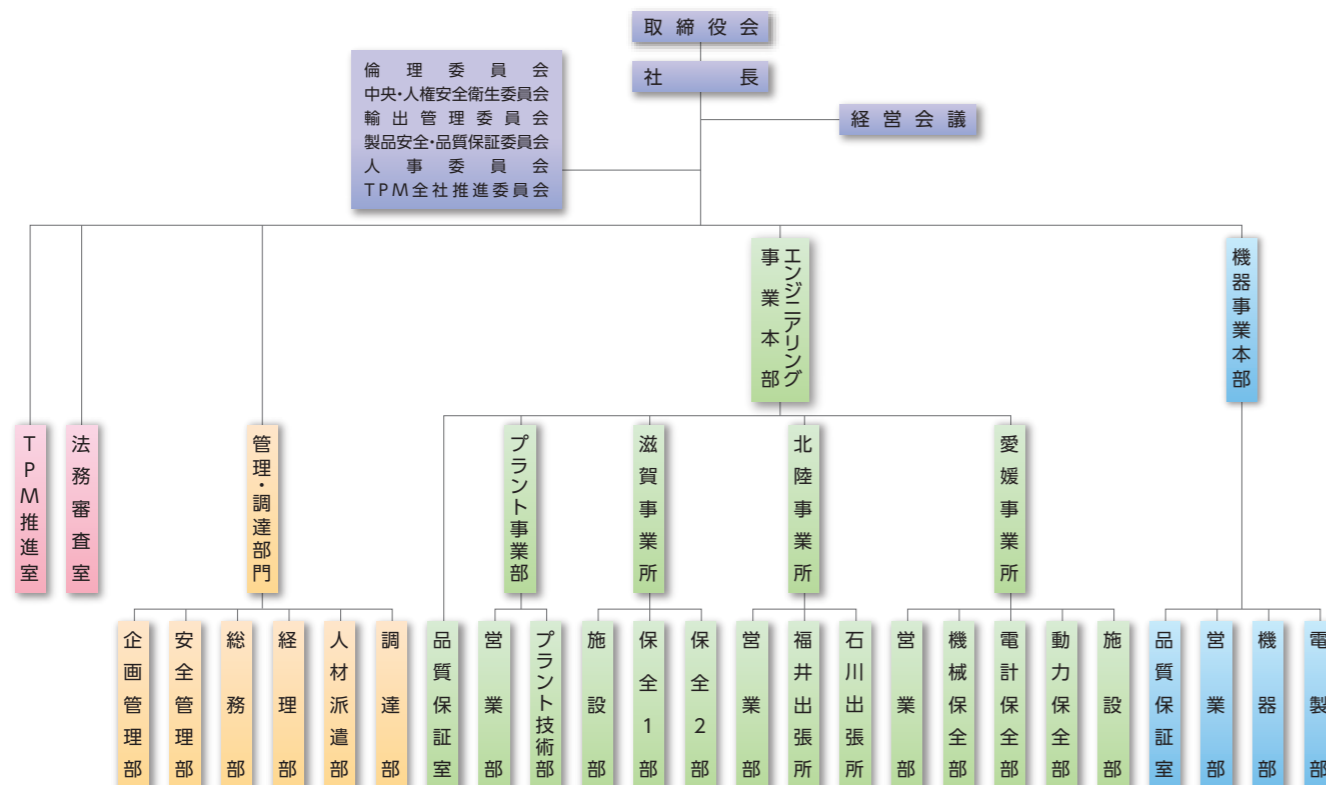 取締役会
社長
倫理委員会
中央・人権安全衛生委員会
輸出管理委員会
製品安全・品質保証委員会
人事委員会
TPM全社推進委員会
経営会議
エンジニアリング
事業本部
機器事業本部
TPM推進室
法務審査室
管理・調達部門
プラント事業部
滋賀事業所
北陸事業所
愛媛事業所
企画管理部
安全管理部
総務部
経理部
人材派遣部
調達部
品質保証室
営業部
プラント技術部
施設部
保全1部
保全2部
営業部
福井出張所
石川出張所
営業部
機械保全部
電計保全部
動力保全部
施設部
品質保証室
営業部
機器部
電製部